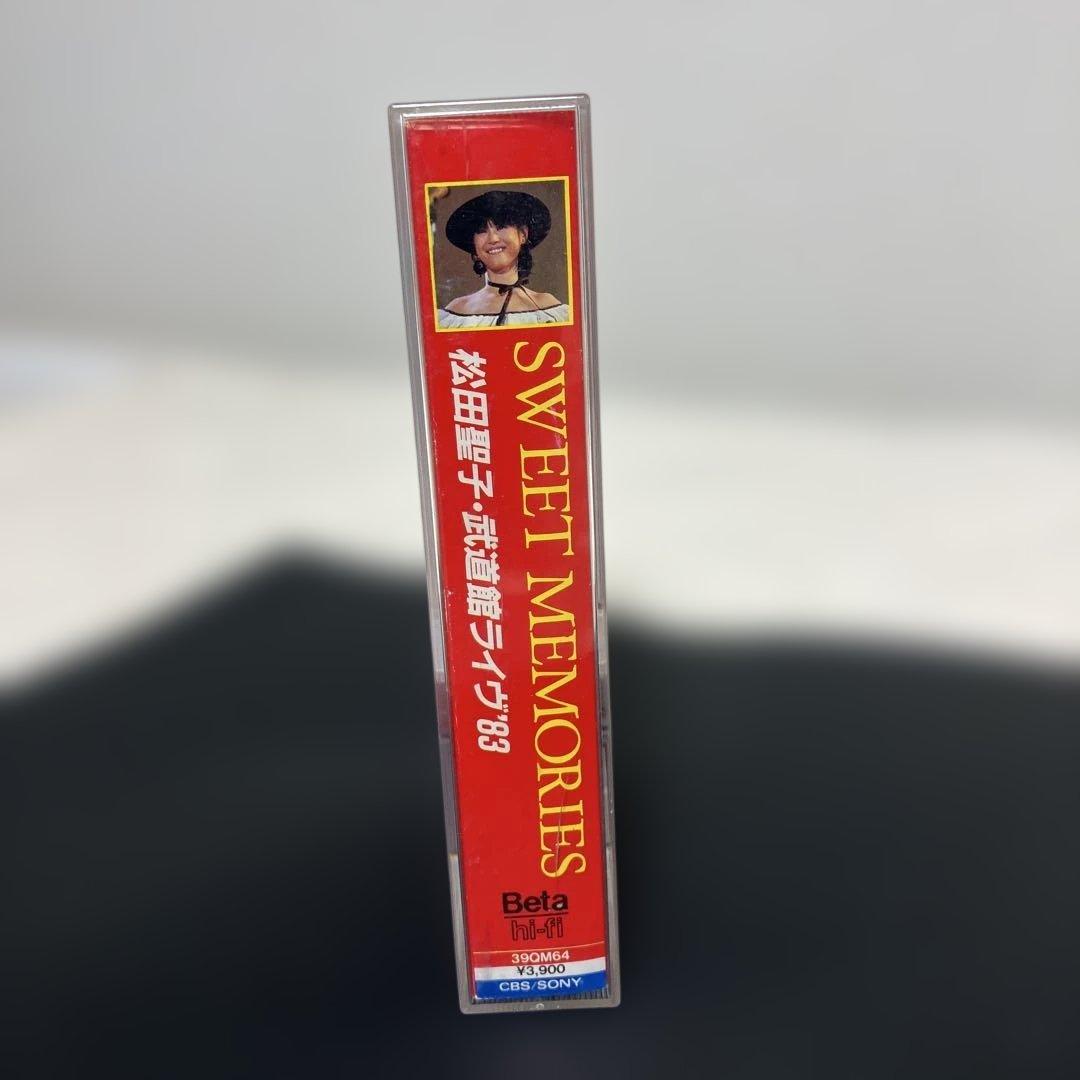 SWEET MEMORIES
松田聖子・武道館ライヴ'83
Beta
hi-fi
39QM64
¥3,900
CBS/SONY